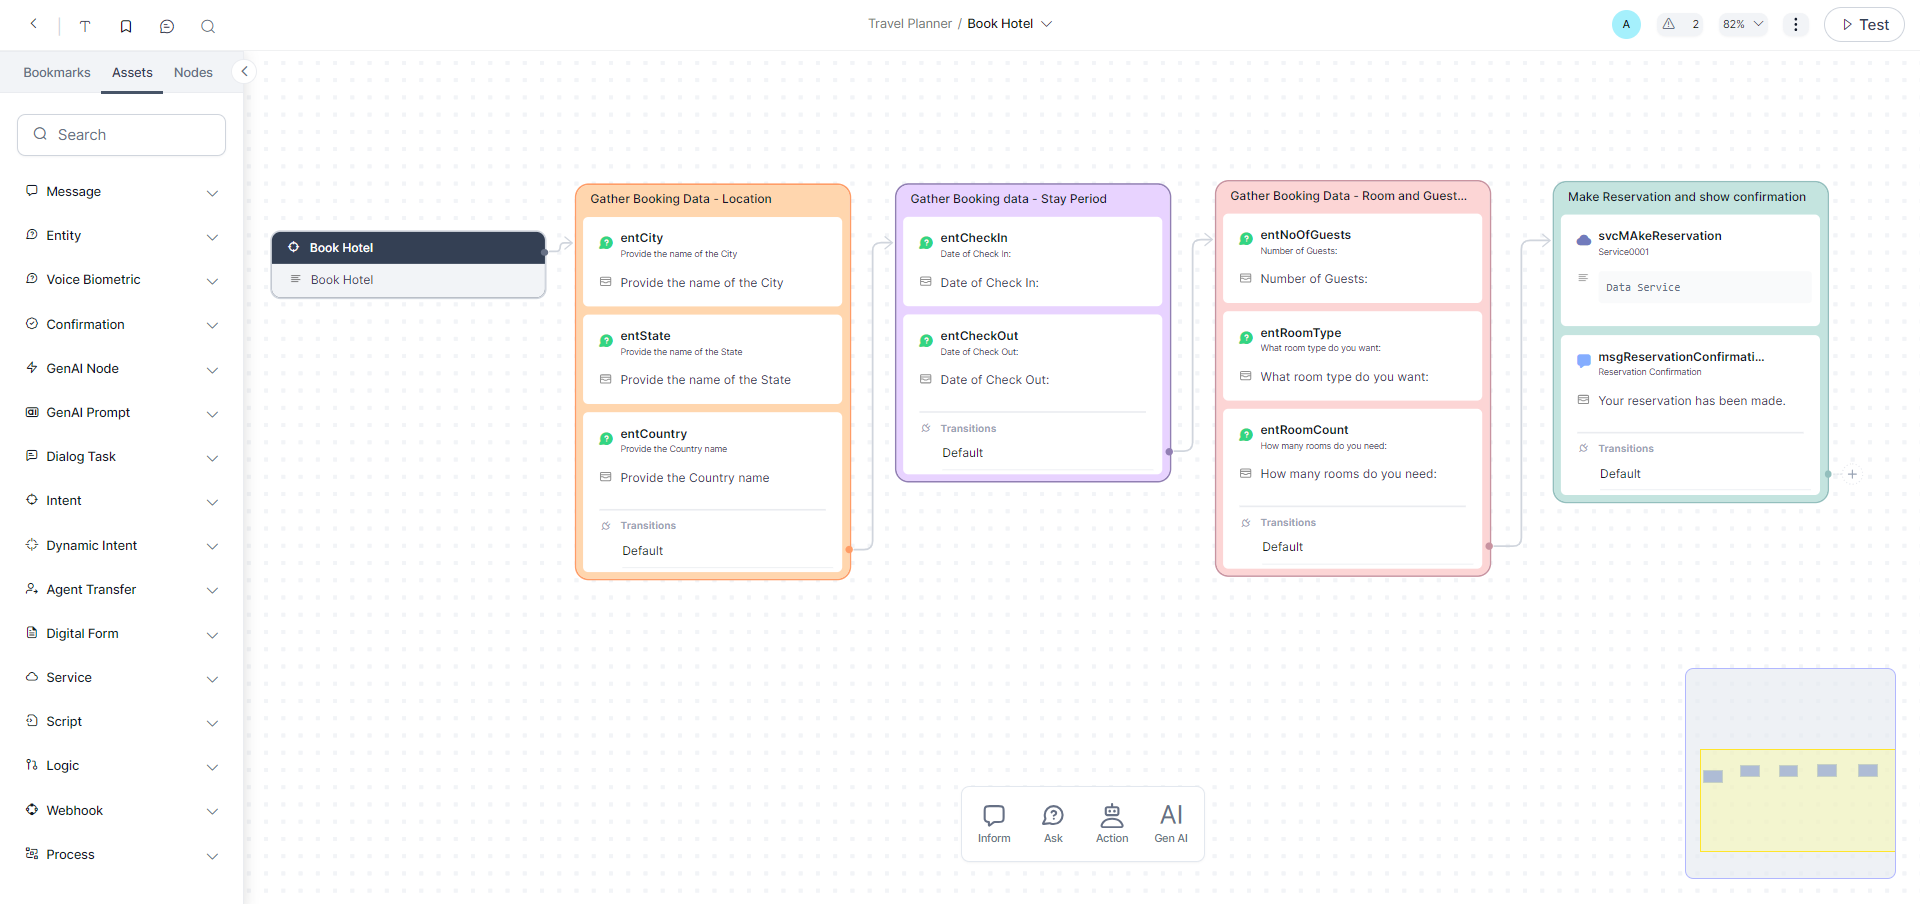 Travel Planner / Book Hotel
A
2
82%
Test
Bookmarks
Assets
Nodes
Search
Message
Entity
Voice Biometric
Confirmation
GenAI Node
GenAI Prompt
Dialog Task
Intent
Dynamic Intent
Agent Transfer
Digital Form
Service
Script
Logic
Webhook
Process
Book Hotel
Book Hotel
Gather Booking Data - Location
entCity
Provide the name of the City
Provide the name of the City
entState
Provide the name of the State
Provide the name of the State
entCountry
Provide the Country name
Provide the Country name
Transitions
Default
Gather Booking data - Stay Period
entCheckIn
Date of Check In:
Date of Check In:
entCheckOut
Date of Check Out:
Date of Check Out:
Transitions
Default
Gather Booking Data - Room and Guest...
entNoOfGuests
Number of Guests:
Number of Guests:
entRoomType
What room type do you want:
What room type do you want:
entRoomCount
How many rooms do you need:
How many rooms do you need:
Transitions
Default
Make Reservation and show confirmation
svcMAkeReservation
Service0001
Data Service
msgReservationConfirmati...
Reservation Confirmation
Your reservation has been made.
Transitions
Default
Inform
Ask
Action
AI
Gen AI